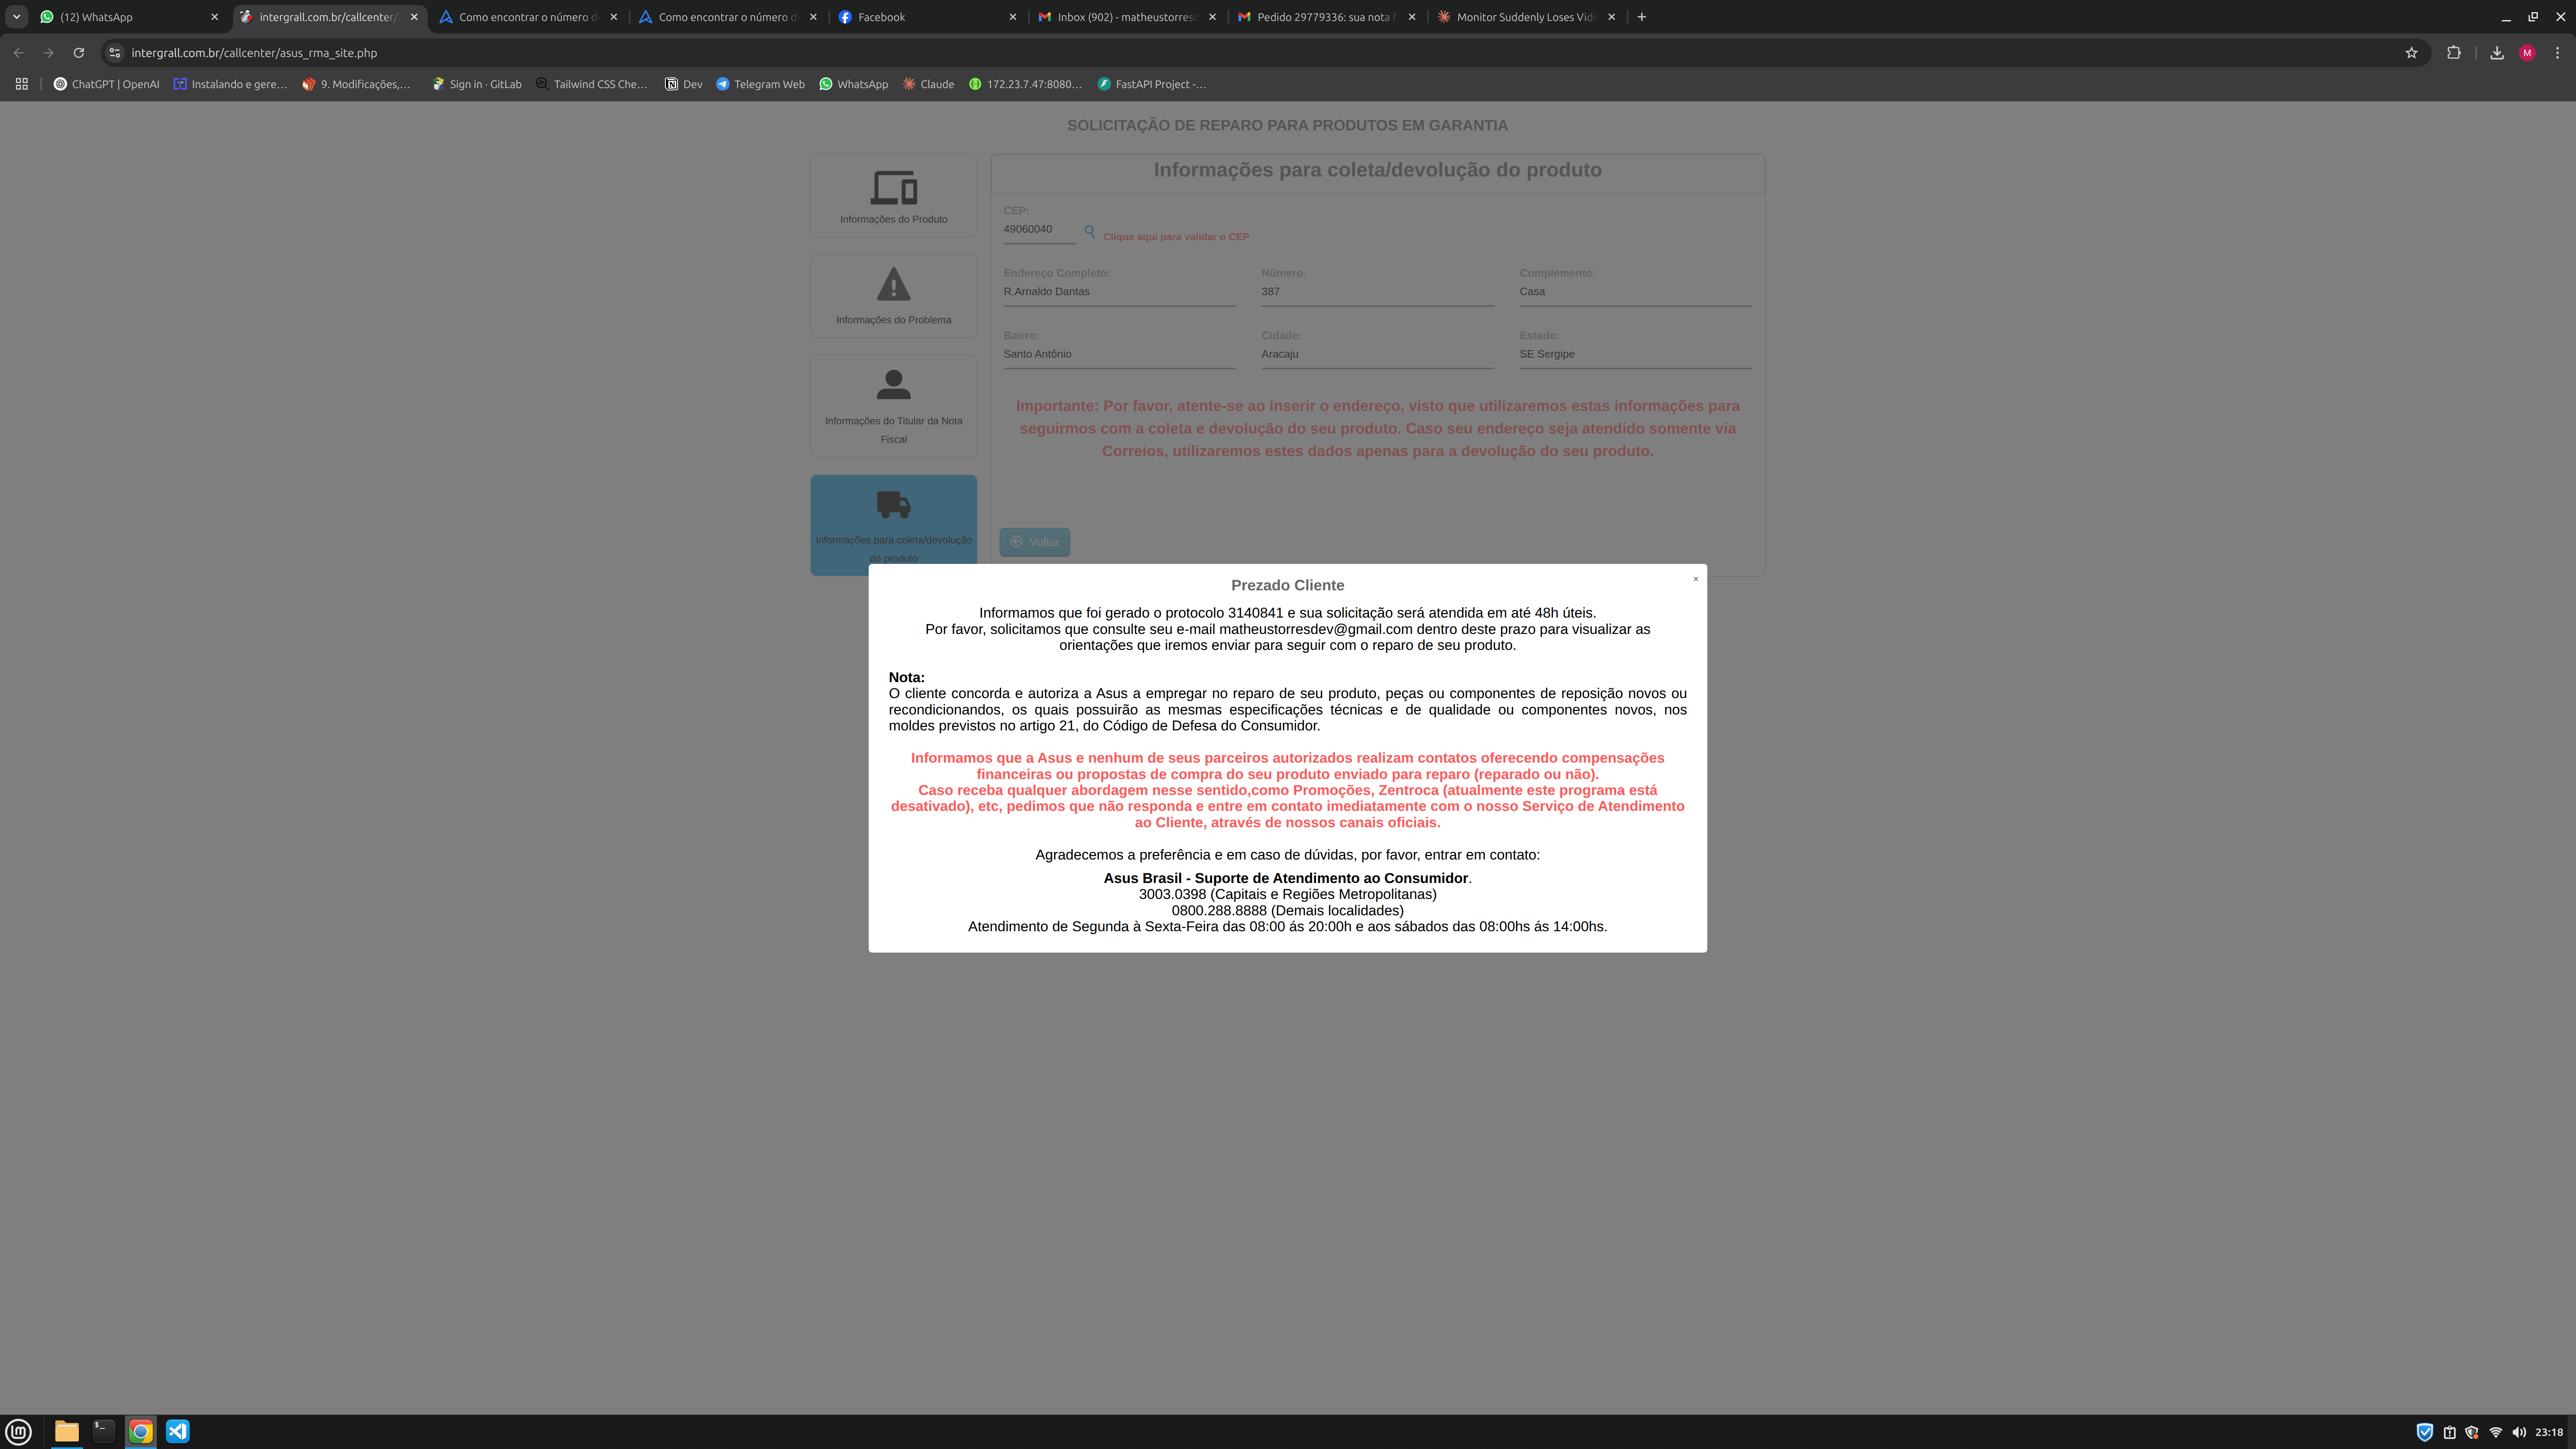 (12) WhatsApp
intergrall.com.br/callcenter/
Como encontrar o número d
Como encontrar o número d
Facebook
Inbox (902) - matheustorresd
Pedido 29779336: sua nota f
Monitor Suddenly Loses Vid
intergrall.com.br/callcenter/asus_rma_site.php
M
ChatGPT | OpenAI
Instalando e gere...
9. Modificações,...
Sign in · GitLab
Tailwind CSS Che...
Dev
Telegram Web
WhatsApp
Claude
172.23.7.47:8080...
FastAPI Project -...
SOLICITAÇÃO DE REPARO PARA PRODUTOS EM GARANTIA
Informações do Produto
Informações do Problema
Informações do Titular da Nota
Fiscal
Informações para coleta/devolução
do produto
Informações para coleta/devolução do produto
CEP:
49060040
Clique aqui para validar o CEP
Endereço Completo:
Número:
Complemento:
R.Arnaldo Dantas
387
Casa
Bairro:
Cidade:
Estado:
Santo Antônio
Aracaju
SE Sergipe
Importante: Por favor, atente-se ao inserir o endereço, visto que utilizaremos estas informações para
seguirmos com a coleta e devolução do seu produto. Caso seu endereço seja atendido somente via
Correios, utilizaremos estes dados apenas para a devolução do seu produto.
Voltar
Prezado Cliente
×
Informamos que foi gerado o protocolo 3140841 e sua solicitação será atendida em até 48h úteis.
Por favor, solicitamos que consulte seu e-mail matheustorresdev@gmail.com dentro deste prazo para visualizar as
orientações que iremos enviar para seguir com o reparo de seu produto.
Nota:
O cliente concorda e autoriza a Asus a empregar no reparo de seu produto, peças ou componentes de reposição novos ou
recondicionandos, os quais possuirão as mesmas especificações técnicas e de qualidade ou componentes novos, nos
moldes previstos no artigo 21, do Código de Defesa do Consumidor.
Informamos que a Asus e nenhum de seus parceiros autorizados realizam contatos oferecendo compensações
financeiras ou propostas de compra do seu produto enviado para reparo (reparado ou não).
Caso receba qualquer abordagem nesse sentido,como Promoções, Zentroca (atualmente este programa está
desativado), etc, pedimos que não responda e entre em contato imediatamente com o nosso Serviço de Atendimento
ao Cliente, através de nossos canais oficiais.
Agradecemos a preferência e em caso de dúvidas, por favor, entrar em contato:
Asus Brasil - Suporte de Atendimento ao Consumidor.
3003.0398 (Capitais e Regiões Metropolitanas)
0800.288.8888 (Demais localidades)
Atendimento de Segunda à Sexta-Feira das 08:00 ás 20:00h e aos sábados das 08:00hs ás 14:00hs.
23:18